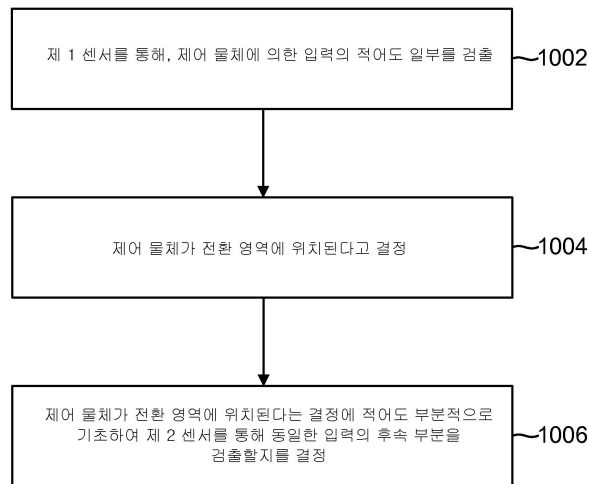 제 1 센서를 통해, 제어 물체에 의한 입력의 적어도 일부를 검출
1002
제어 물체가 전환 영역에 위치된다고 결정
1004
제어 물체가 전환 영역에 위치된다는 결정에 적어도 부분적으로
기초하여 제 2 센서를 통해 동일한 입력의 후속 부분을
검출할지를 결정
1006